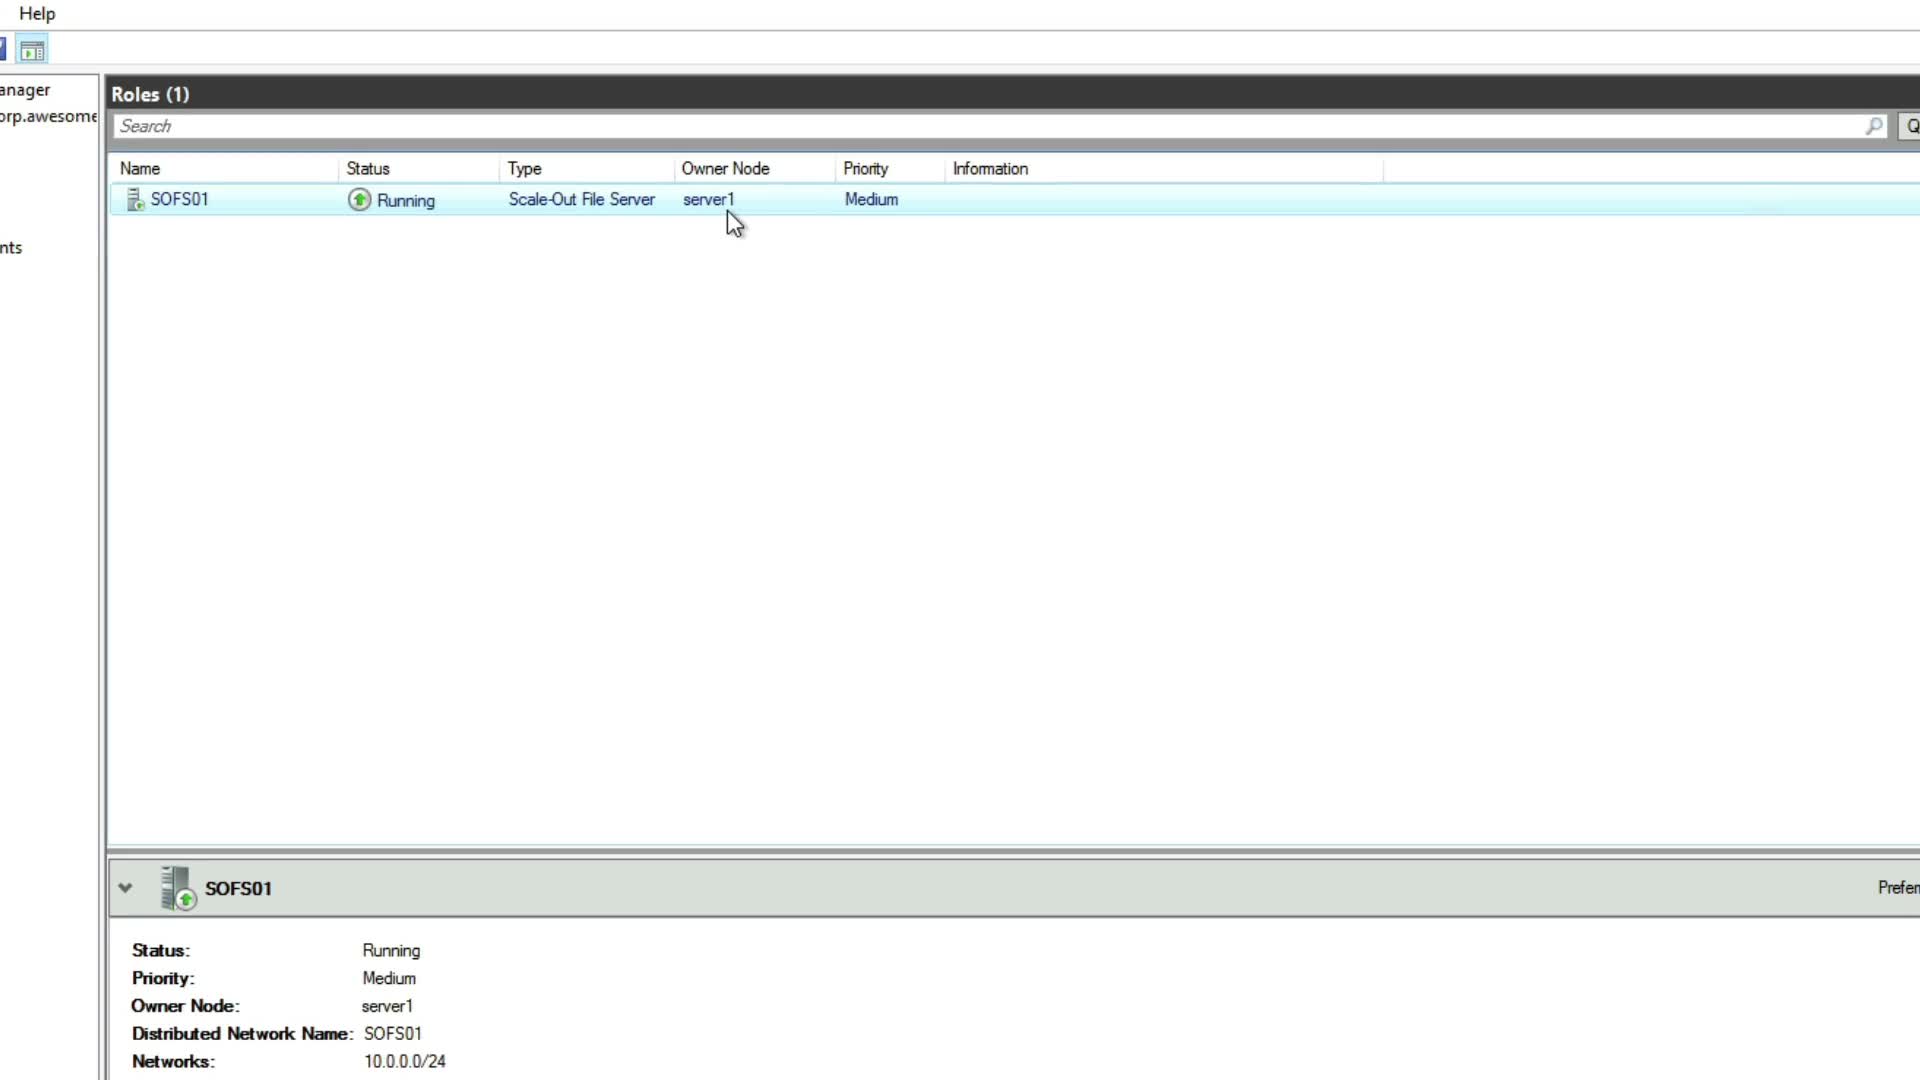 Help
anager
orp.awesome
nts
Roles (1)
Search
Q
Name Status Type Owner Node Priority Information
SOFS01 Running Scale-Out File Server server1 Medium
SOFS01
Prefer
Status: Running
Priority: Medium
Owner Node: server1
Distributed Network Name: SOFS01
Networks: 10.0.0.0/24